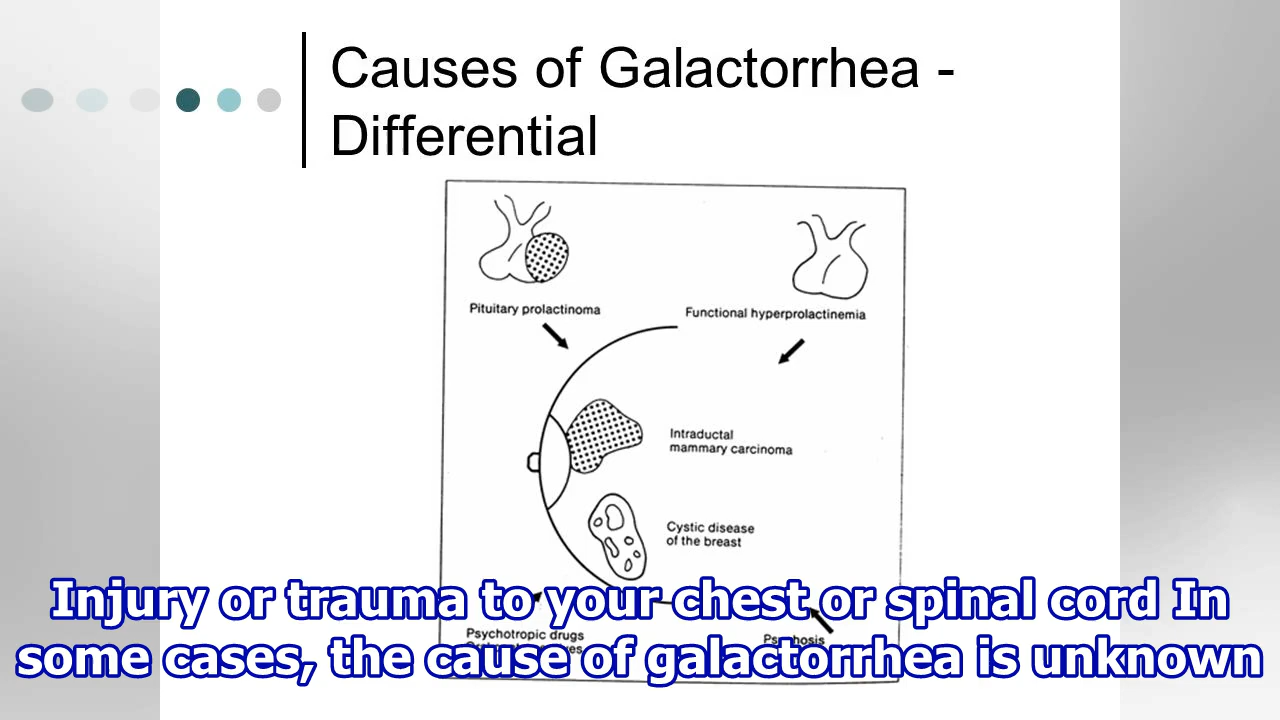 Causes of Galactorrhea -
Differential
Pituitary prolactinoma
Functional hyperprolactinemia
Intraductal
mammary carcinoma
Cystic disease
of the breast
Psychotropic drugs
Injury or trauma to your chest or spinal cord In
some cases, the cause of galactorrhea is unknown